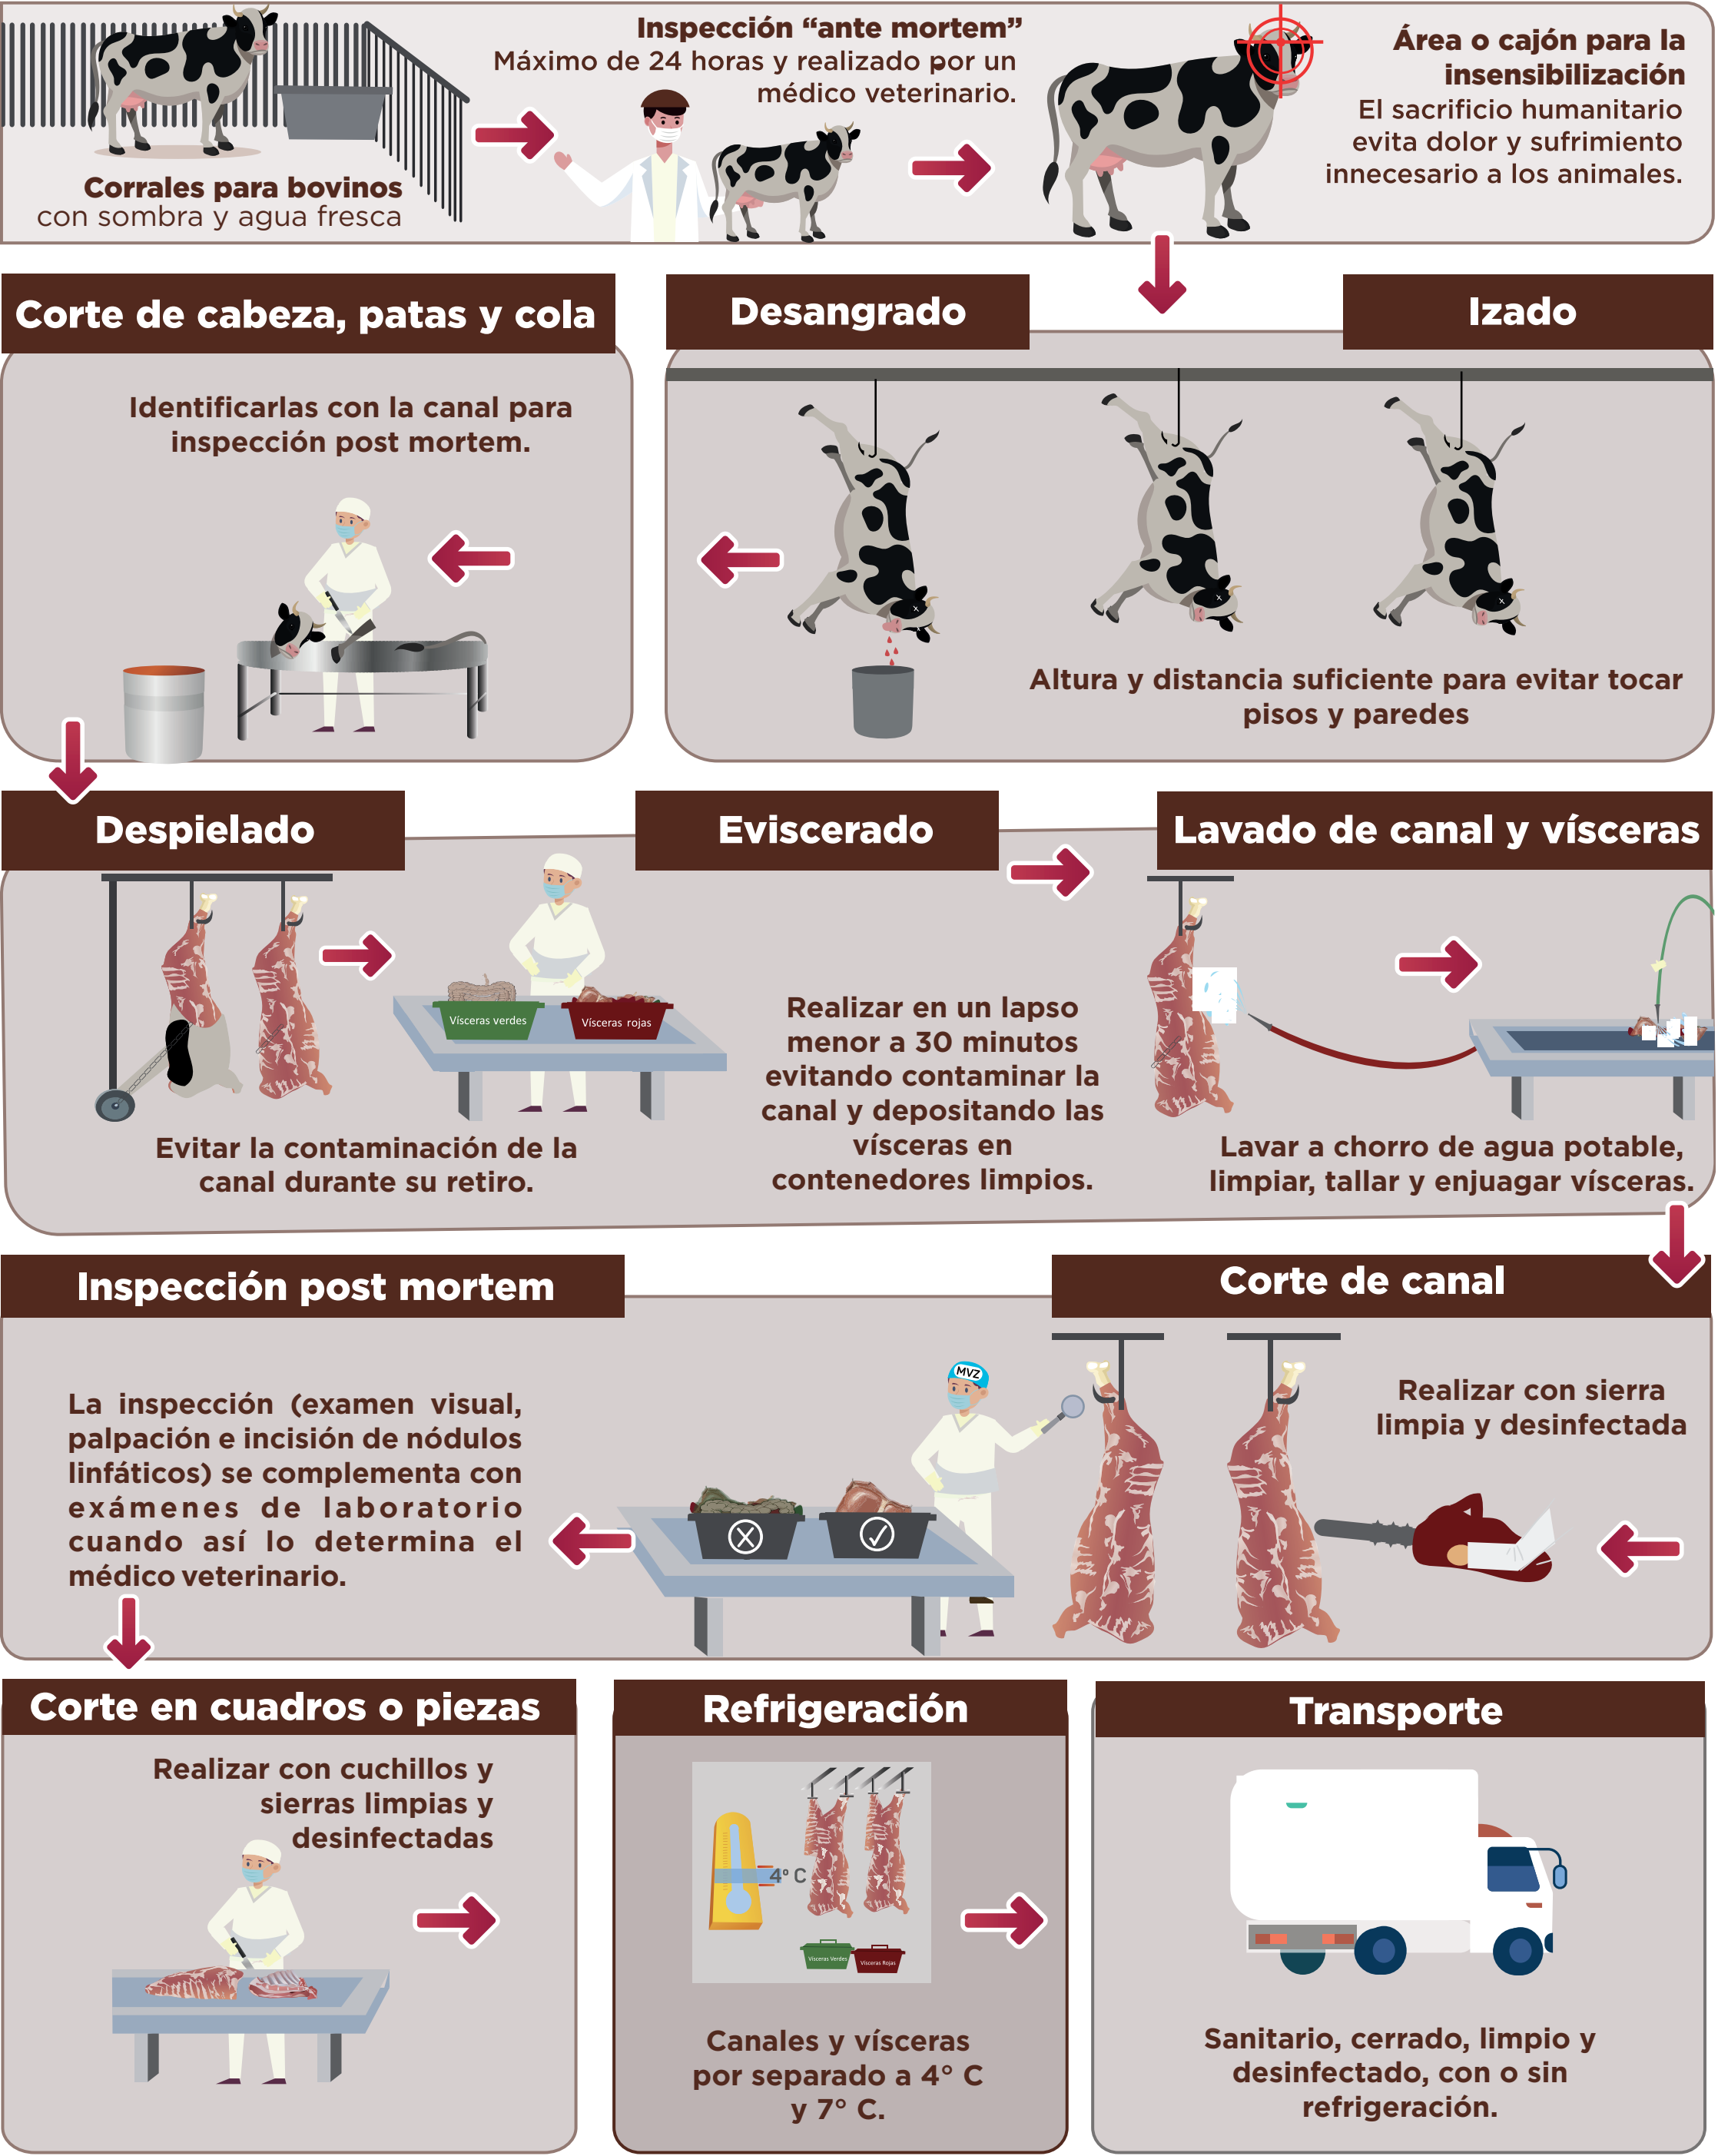 Corrales para bovinos
con sombra y agua fresca
Inspección “ante mortem”
Máximo de 24 horas y realizado por un
médico veterinario.
Área o cajón para la
insensibilización
El sacrificio humanitario
evita dolor y sufrimiento
innecesario a los animales.
Izado
Desangrado
Altura y distancia suficiente para evitar tocar
pisos y paredes
Corte de cabeza, patas y cola
Identificarlas con la canal para
inspección post mortem.
Despielado
Evitar la contaminación de la
canal durante su retiro.
Eviscerado
Vísceras verdes
Vísceras rojas
Realizar en un lapso
menor a 30 minutos
evitando contaminar la
canal y depositando las
vísceras en
contenedores limpios.
Lavado de canal y vísceras
Lavar a chorro de agua potable,
limpiar, tallar y enjuagar vísceras.
Corte de canal
Realizar con sierra
limpia y desinfectada
Inspección post mortem
MVZ
La inspección (examen visual,
palpación e incisión de nódulos
linfáticos) se complementa con
exámenes de laboratorio
cuando así lo determina el
médico veterinario.
Corte en cuadros o piezas
Realizar con cuchillos y
sierras limpias y
desinfectadas
Refrigeración
4° C
Vísceras Verdes
Vísceras Rojas
Canales y vísceras
por separado a 4° C
y 7° C.
Transporte
Sanitario, cerrado, limpio y
desinfectado, con o sin
refrigeración.